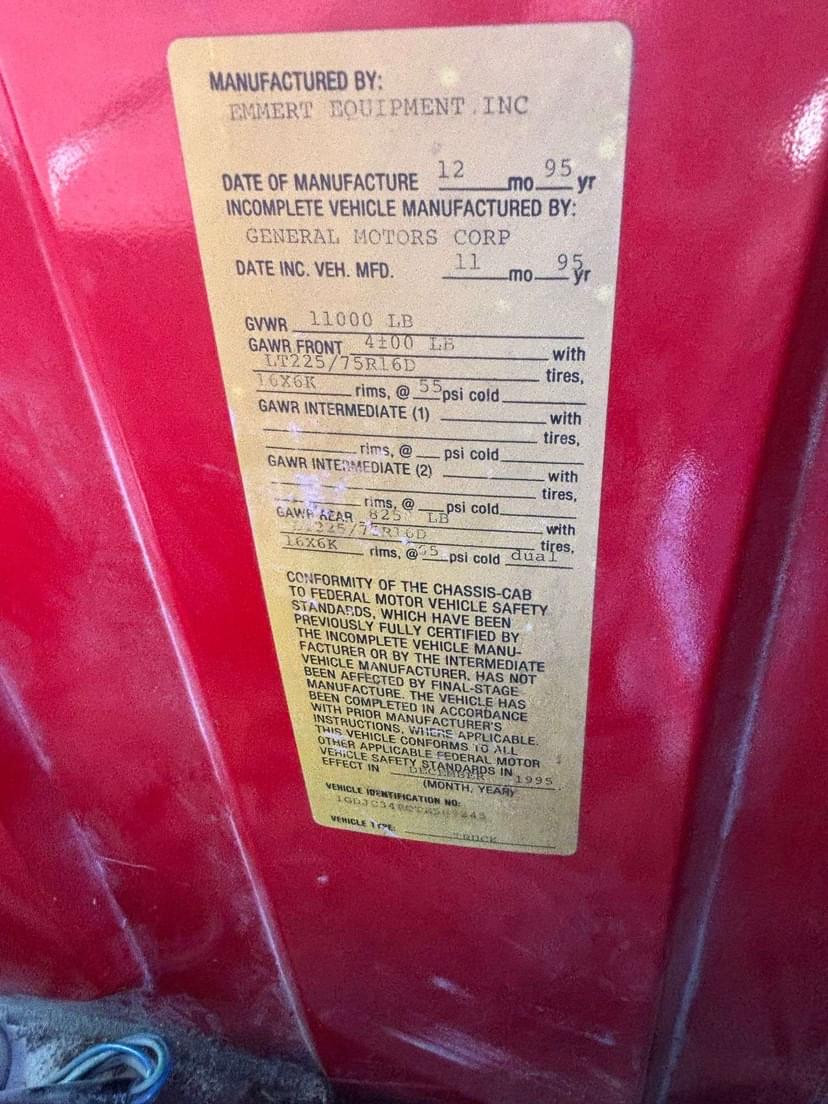 MANUFACTURED BY:
EMMERT EQUIPMENT INC
DATE OF MANUFACTURE 12 mo 95 yr
INCOMPLETE VEHICLE MANUFACTURED BY:
GENERAL MOTORS CORP
DATE INC. VEH. MFD. 11 mo 95 yr
GVWR 11000 LB
GAWR FRONT LB with
LT225/75R16D tires,
16X6K rims, @ 55 psi cold
GAWR INTERMEDIATE (1) with
tires,
rims, @ psi cold
GAWR INTERMEDIATE (2) with
tires,
rims, @ psi cold
GAWR REAR LB with
tires,
16X6K rims, @ 55 psi cold dual
CONFORMITY OF THE CHASSIS-CAB
TO FEDERAL MOTOR VEHICLE SAFETY
STANDARDS, WHICH HAVE BEEN
PREVIOUSLY FULLY CERTIFIED BY
THE INCOMPLETE VEHICLE MANU-
FACTURER OR BY THE INTERMEDIATE
VEHICLE MANUFACTURER, HAS NOT
BEEN AFFECTED BY FINAL-STAGE
MANUFACTURE. THE VEHICLE HAS
BEEN COMPLETED IN ACCORDANCE
WITH PRIOR MANUFACTURER'S
INSTRUCTIONS, WHERE APPLICABLE.
THIS VEHICLE CONFORMS TO ALL
OTHER APPLICABLE FEDERAL MOTOR
VEHICLE SAFETY STANDARDS IN
EFFECT IN DECEMBER 1995
(MONTH, YEAR)
VEHICLE IDENTIFICATION NO:
VEHICLE TYPE: TRUCK